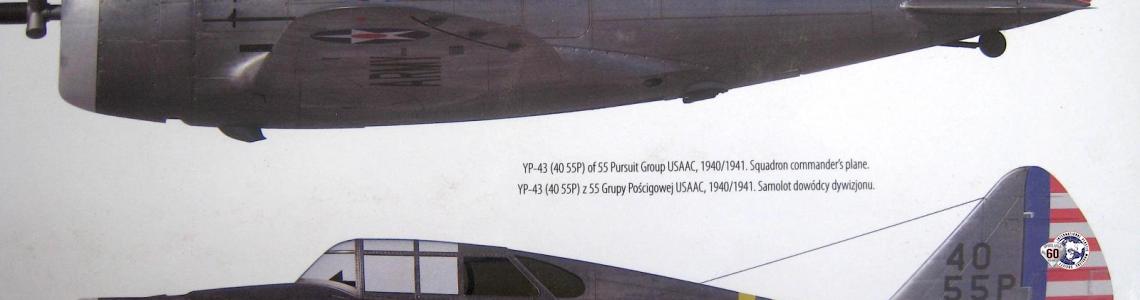 ARMY
YP-43 (40 55P) of 55 Pursuit Group USAAC, 1940/1941. Squadron commander's plane.
YP-43 (40 55P) z 55 Grupy Pościgowej USAAC, 1940/1941. Samolot dowódcy dywizjonu.
40
55P
60